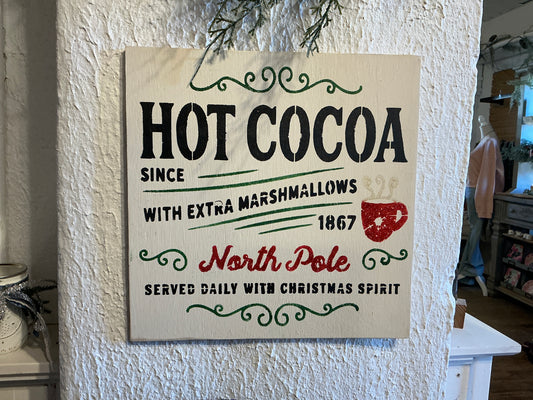 HOT COCOA
SINCE
WITH EXTRA MARSHMALLOWS
1867
North Pole
SERVED DAILY WITH CHRISTMAS SPIRIT